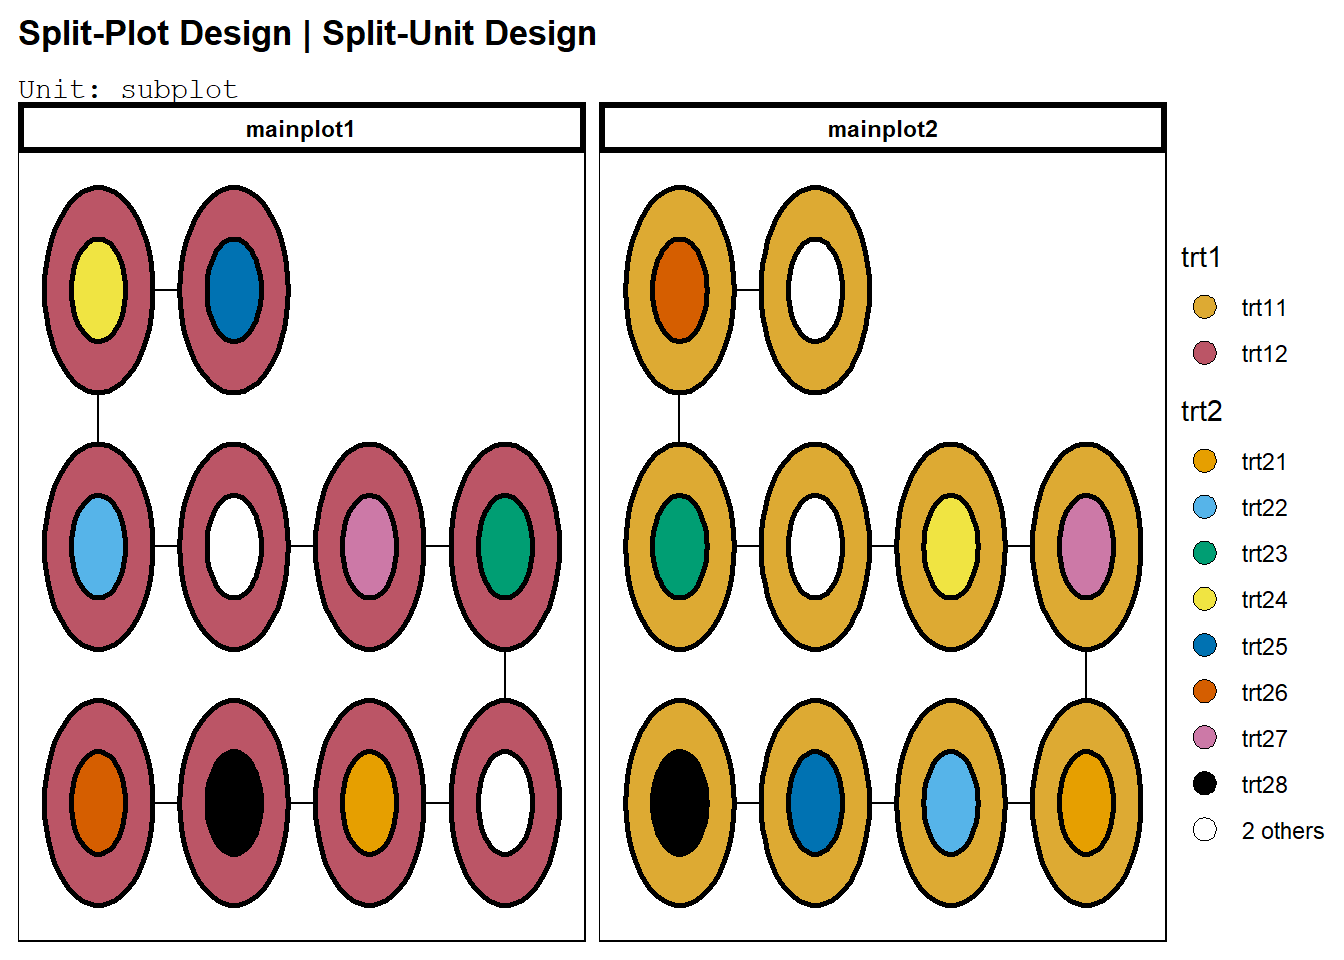 Split-Plot Design | Split-Unit Design
Unit: subplot
mainplot1
mainplot2
trt1
trt11
trt12
trt2
trt21
trt22
trt23
trt24
trt25
trt26
trt27
trt28
2 others